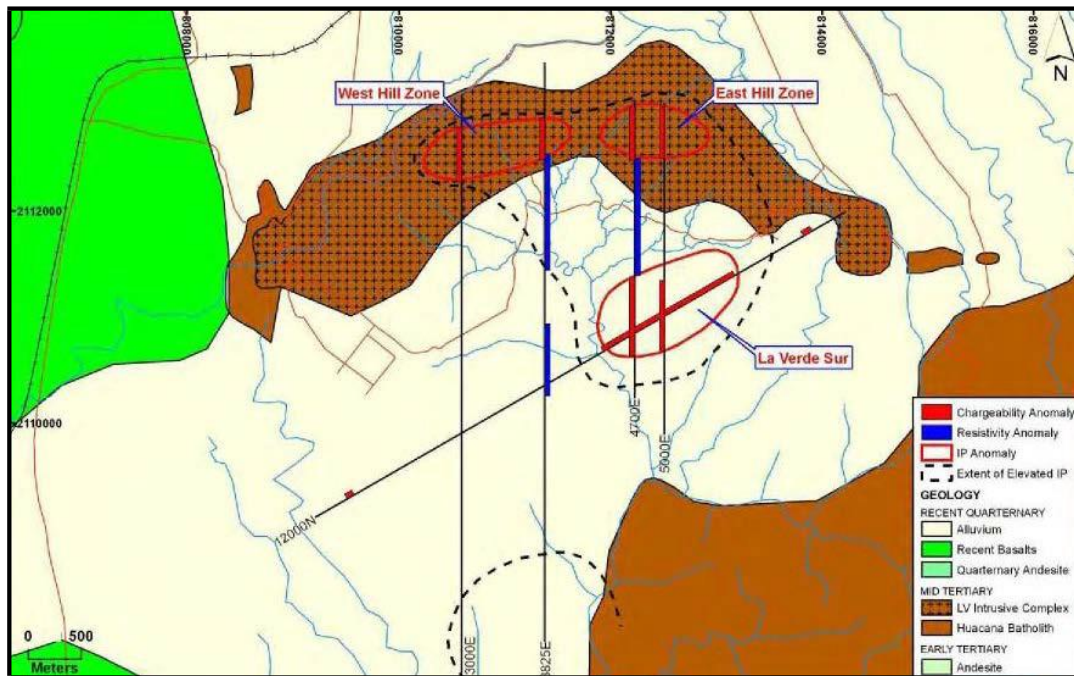 808000
810000
812000
814000
816000
N
West Hill Zone
East Hill Zone
2112000
La Verde Sur
2110000
4700E
5000E
12000N
3000E
3825E
0 500
Meters
Chargeability Anomaly
Resistivity Anomaly
IP Anomaly
Extent of Elevated IP
GEOLOGY
RECENT QUARTERNARY
Alluvium
Recent Basalts
Quarternary Andesite
MID TERTIARY
LV Intrusive Complex
Huacana Batholith
EARLY TERTIARY
Andesite